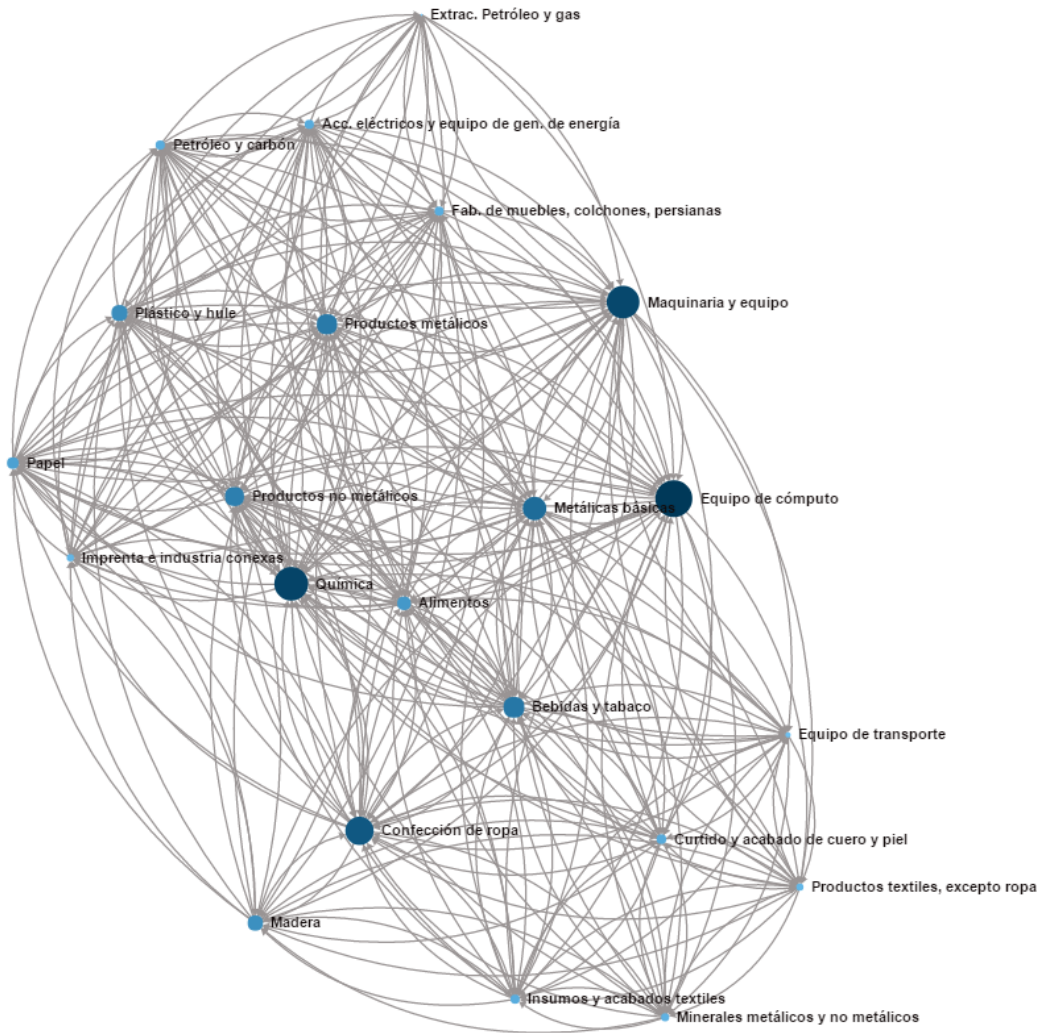 Extrac. Petróleo y gas
Acc. eléctricos y equipo de gen. de energía
Petróleo y carbón
Fab. de muebles, colchones, persianas
Maquinaria y equipo
Plástico y hule
Productos metálicos
Papel
Productos no metálicos
Metálicas básicas
Equipo de cómputo
Imprenta e industria conexas
Química
Alimentos
Bebidas y tabaco
Equipo de transporte
Confección de ropa
Curtido y acabado de cuero y piel
Productos textiles, excepto ropa
Madera
Insumos y acabados textiles
Minerales metálicos y no metálicos